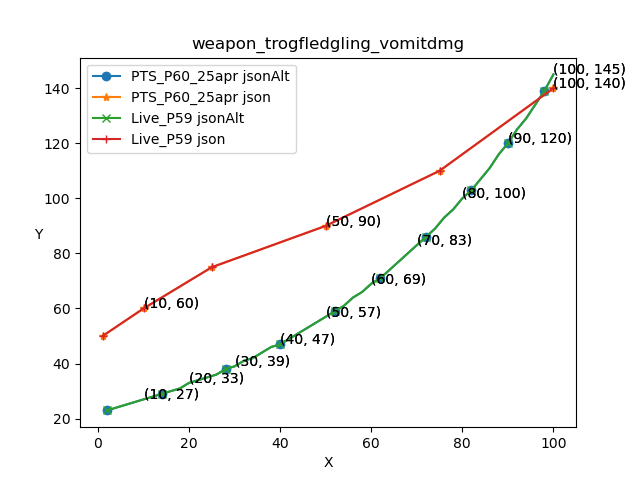 weapon_trogfledgling_vomitdmg
PTS_P60_25apr jsonAlt
PTS_P60_25apr json
Live_P59 jsonAlt
Live_P59 json
(100, 145)
(100, 140)
(90, 120)
(80, 100)
(50, 90)
(70, 83)
(60, 69)
(10, 60)
(50, 57)
(40, 47)
(30, 39)
(20, 33)
(10, 27)
Y
140
120
100
80
60
40
20
0 20 40 60 80 100
X